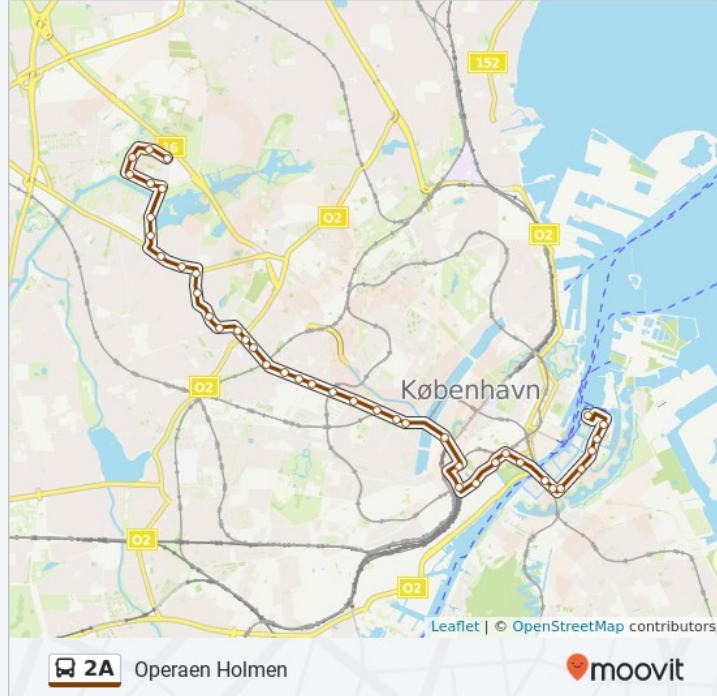 152
16
O2
O2
København
O2
O2
O2
Leaflet | © OpenStreetMap contributors
2A Operaen Holmen
moovit